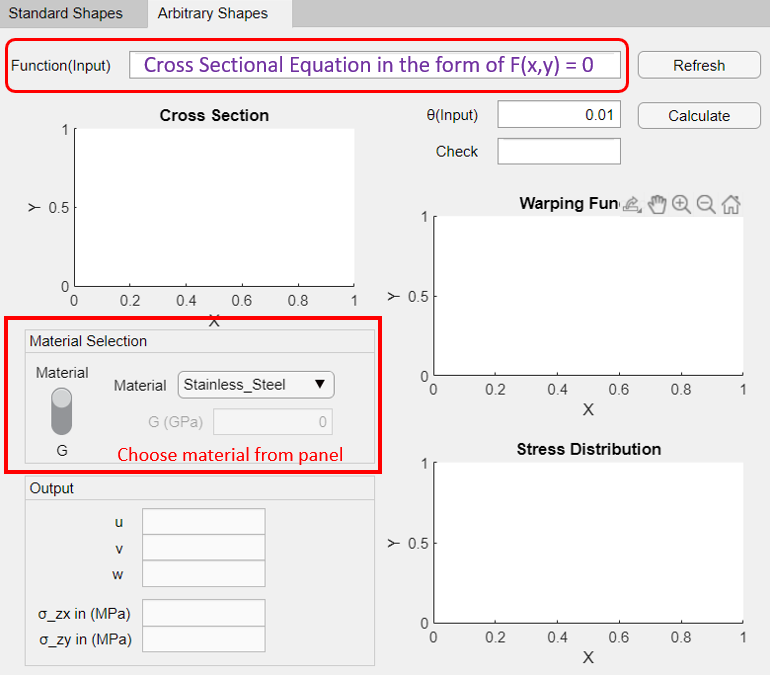 Standard Shapes
Arbitrary Shapes
Function(Input)
Cross Sectional Equation in the form of F(x,y) = 0
Refresh
θ(Input)
0.01
Calculate
Check
Cross Section
1
0.5
0
Y
0 0.2 0.4 0.6 0.8 1
X
Warping Fun
1
0.5
0
Y
0 0.2 0.4 0.6 0.8 1
X
Material Selection
Material
G
Material
Stainless_Steel
G (GPa)
0
Choose material from panel
Stress Distribution
1
0.5
0
Y
0 0.2 0.4 0.6 0.8 1
X
Output
u
v
w
σ_zx in (MPa)
σ_zy in (MPa)